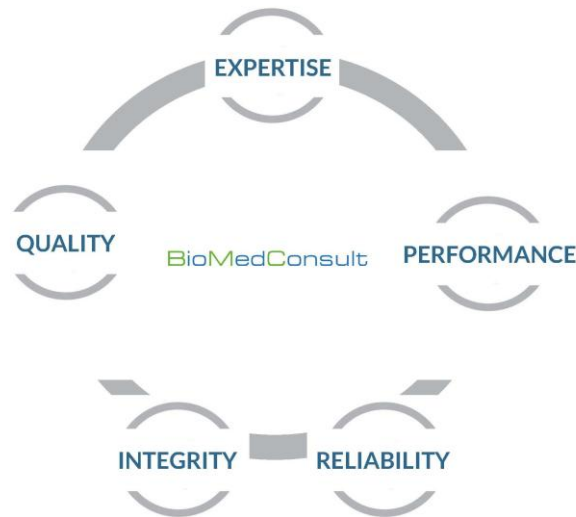 EXPERTISE
QUALITY
BioMedConsult
PERFORMANCE
INTEGRITY
RELIABILITY